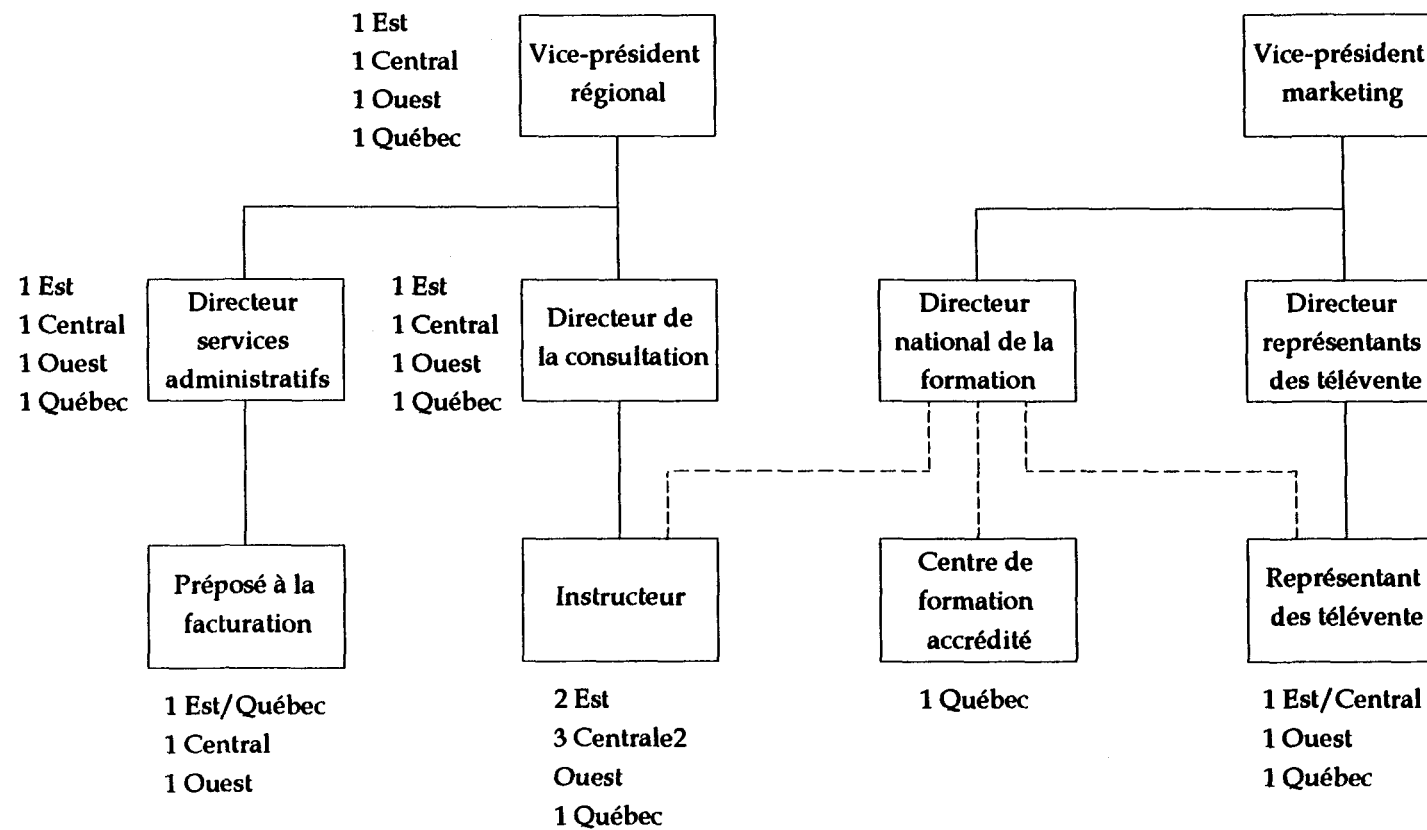 1 Est
1 Central
1 Ouest
1 Québec
Vice-président
régional
Vice-président
marketing
1 Est
1 Central
1 Ouest
1 Québec
Directeur
services
administratifs
1 Est
1 Central
1 Ouest
1 Québec
Directeur de
la consultation
Directeur
national de la
formation
Directeur
représentants
des télévente
Préposé à la
facturation
Instructeur
Centre de
formation
accrédité
Représentant
des télévente
1 Est/Québec
1 Central
1 Ouest
2 Est
3 Centrale2
Ouest
1 Québec
1 Québec
1 Est/Central
1 Ouest
1 Québec